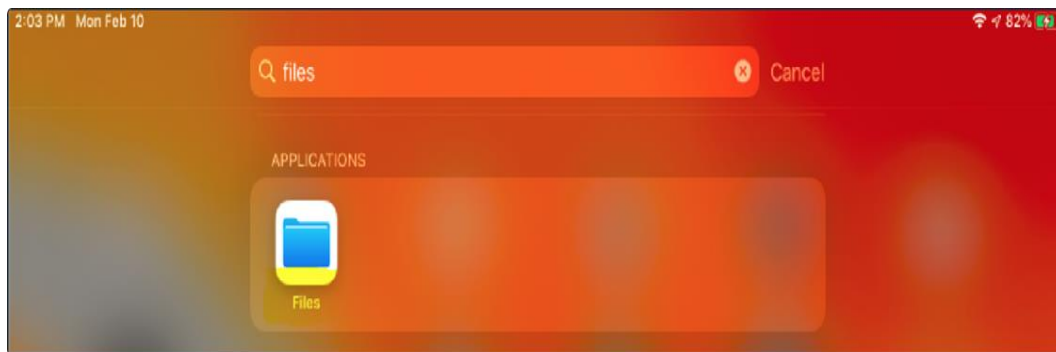 2:03 PM Mon Feb 10 82%
files Cancel
APPLICATIONS
Files